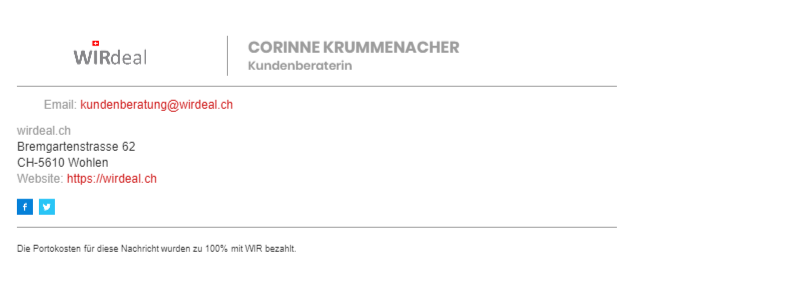 WIRdeal
CORINNE KRUMMENACHER
Kundenberaterin
Email: kundenberatung@wirdeal.ch
wirdeal.ch
Bremgartenstrasse 62
CH-5610 Wohlen
Website: https://wirdeal.ch
Die Portokosten für diese Nachricht wurden zu 100% mit WIR bezahlt.